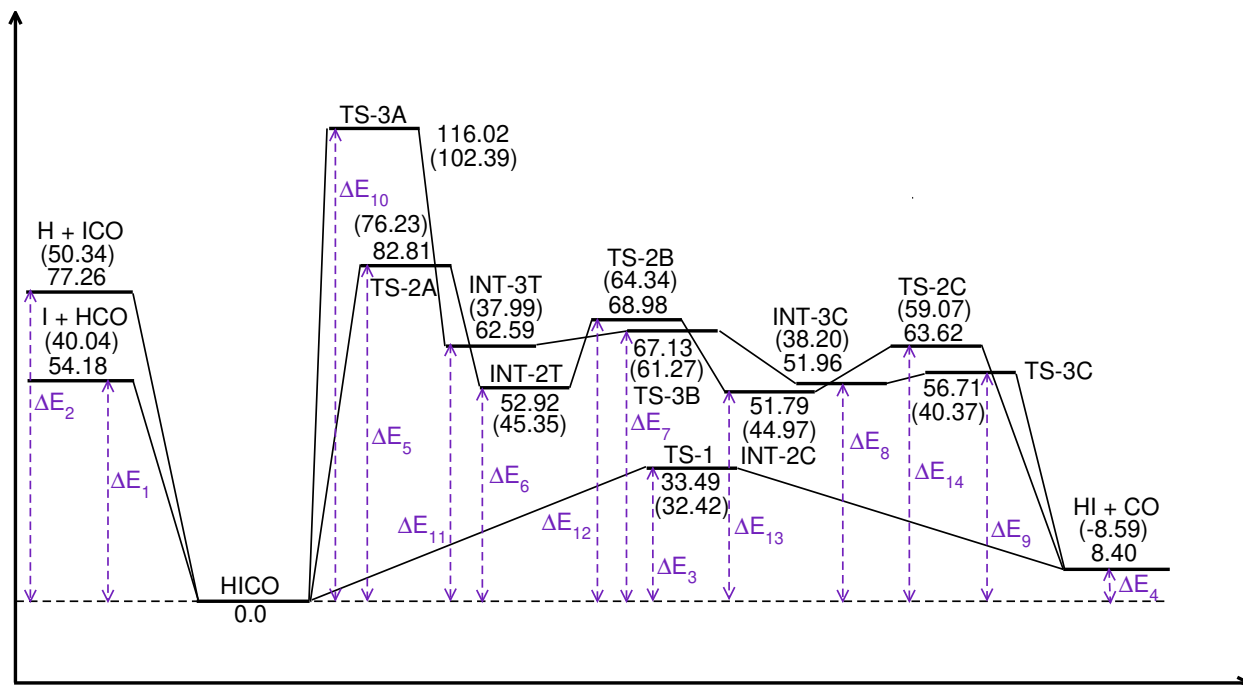 TS-3A
116.02
(102.39)
ΔE10
(76.23)
82.81
TS-2A
H + ICO
(50.34)
77.26
I + HCO
(40.04)
54.18
ΔE2
ΔE1
INT-3T
(37.99)
62.59
TS-2B
(64.34)
68.98
INT-3C
(38.20)
51.96
TS-2C
(59.07)
63.62
INT-2T
52.92
(45.35)
67.13
(61.27)
TS-3B
51.79
(44.97)
INT-2C
56.71
(40.37)
TS-3C
ΔE5
ΔE6
ΔE7
ΔE8
ΔE14
TS-1
33.49
(32.42)
ΔE11
ΔE12
ΔE3
ΔE13
ΔE9
HI + CO
(-8.59)
8.40
ΔE4
HICO
0.0